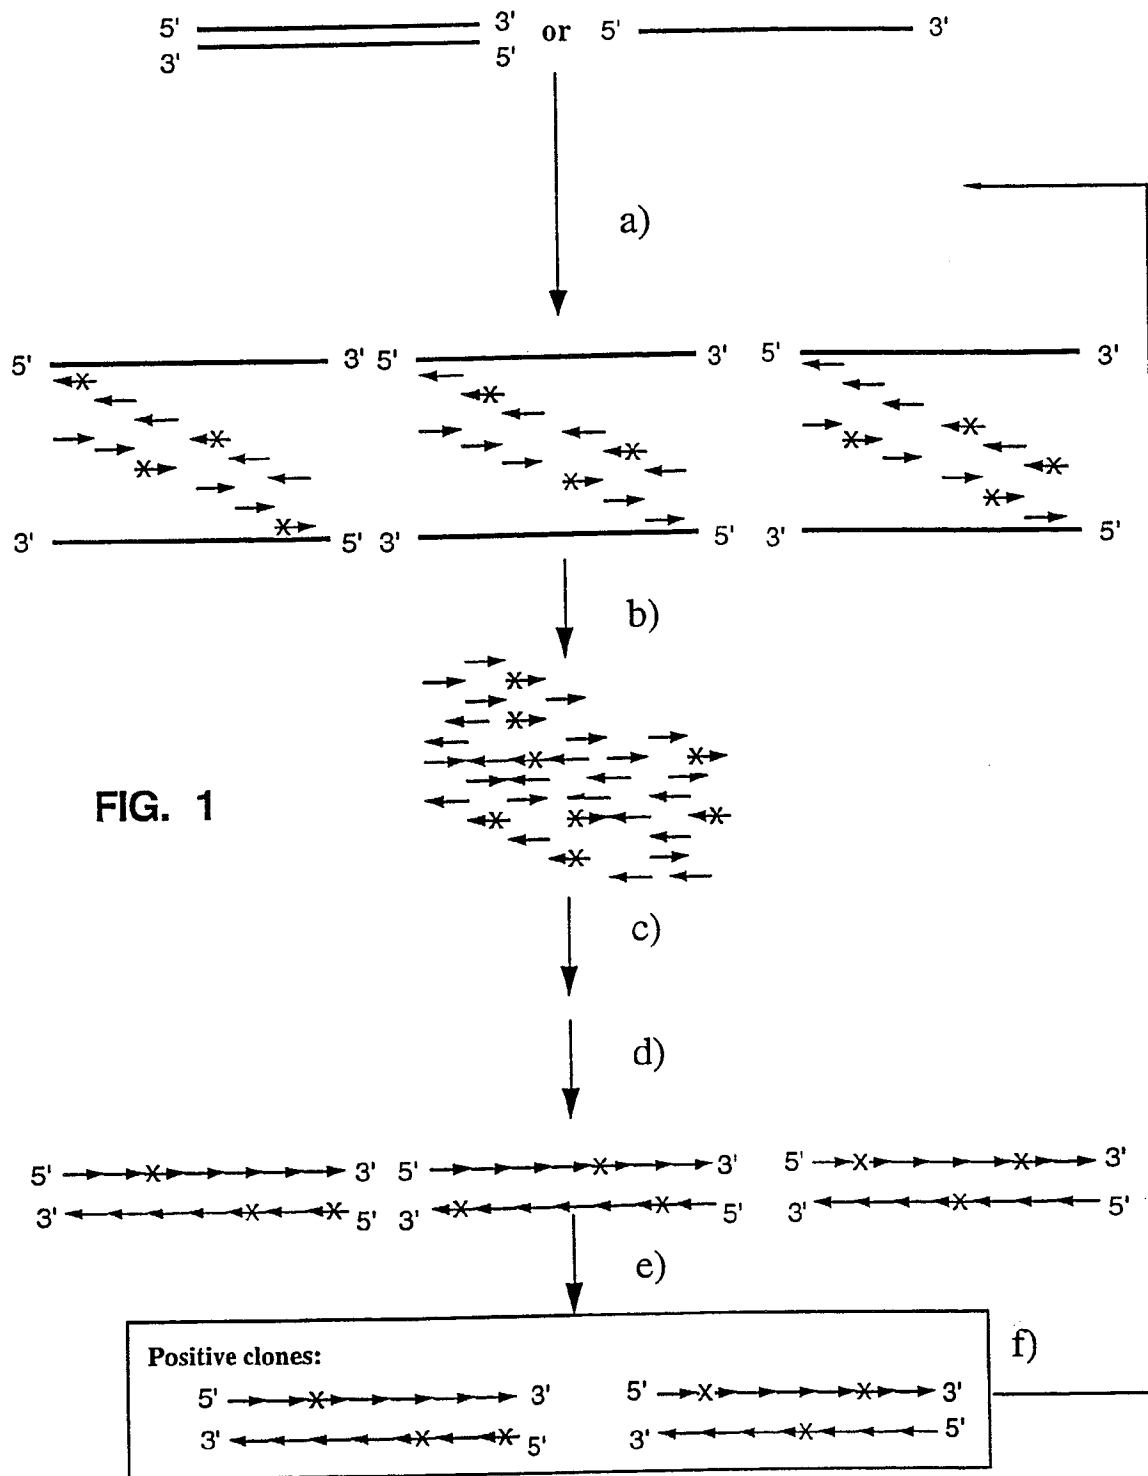 5' 3' or 5' 3'
3' 5'
a)
5' 3' 5' 3' 5' 3'
X X X
X X X X
X X X X
X X
3' 5' 3' 5' 3' 5'
b)
X
X
X X
FIG. 1
X X X
X
c)
d)
5' X 3' 5' X 3' 5' X X 3'
3' X X 5' 3' X X 5' 3' X 5'
e)
f)
Positive clones:
5' X 3' 5' X X 3'
3' X X 5' 3' X 5'